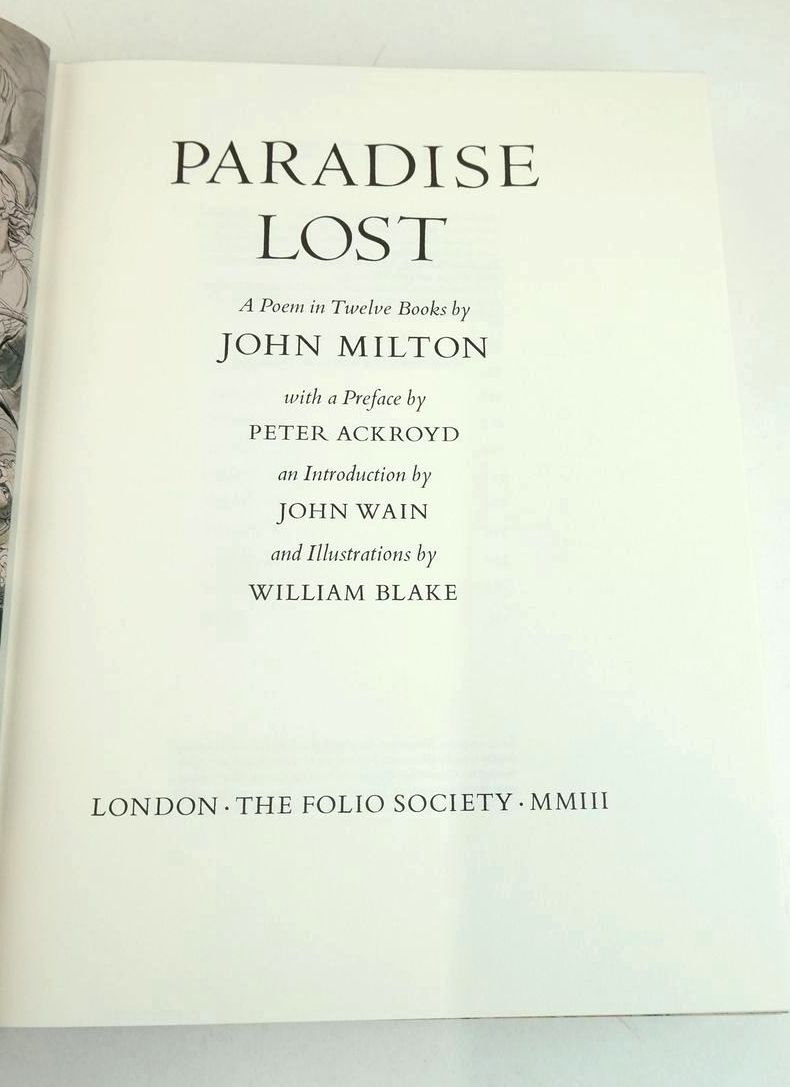 PARADISE
LOST
A Poem in Twelve Books by
JOHN MILTON
with a Preface by
PETER ACKROYD
an Introduction by
JOHN WAIN
and Illustrations by
WILLIAM BLAKE
LONDON · THE FOLIO SOCIETY · MMIII